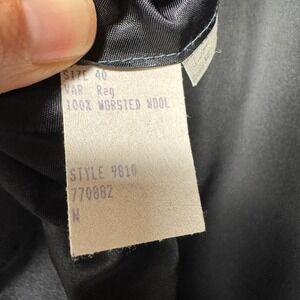 SIZE 40
VAR Reg
100% WORSTED WOOL
STYLE 9810
770882
N